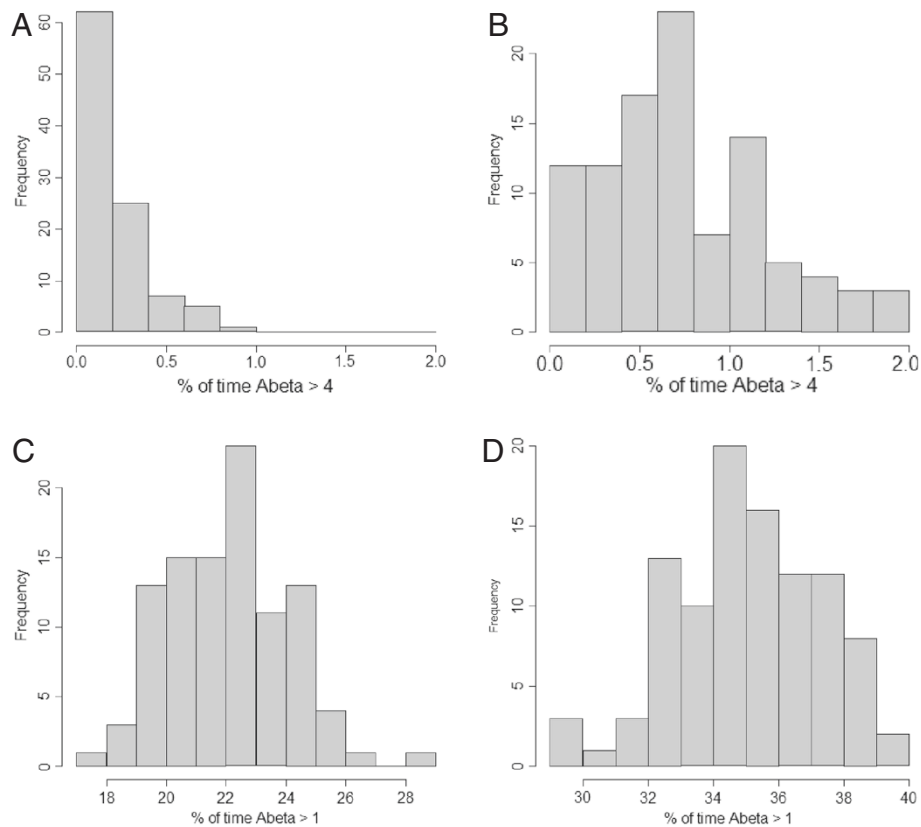 A
Frequency
0 10 20 30 40 50 60
0.0 0.5 1.0 1.5 2.0
% of time Abeta > 4
B
Frequency
0 5 10 15 20
0.0 0.5 1.0 1.5 2.0
% of time Abeta > 4
C
Frequency
0 5 10 15 20
18 20 22 24 26 28
% of time Abeta > 1
D
Frequency
0 5 10 15 20
30 32 34 36 38 40
% of time Abeta > 1